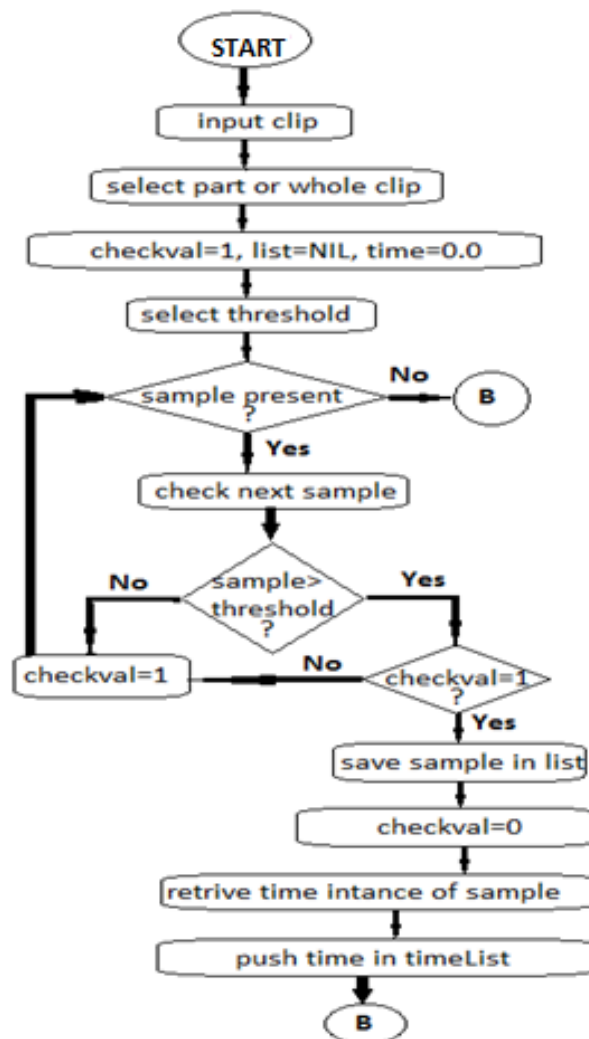 START
input clip
select part or whole clip
checkval=1, list=NIL, time=0.0
select threshold
sample present
?
No
B
Yes
check next sample
sample>
threshold
?
No
Yes
checkval=1
No
checkval=1
?
Yes
save sample in list
checkval=0
retrive time intance of sample
push time in timeList
B